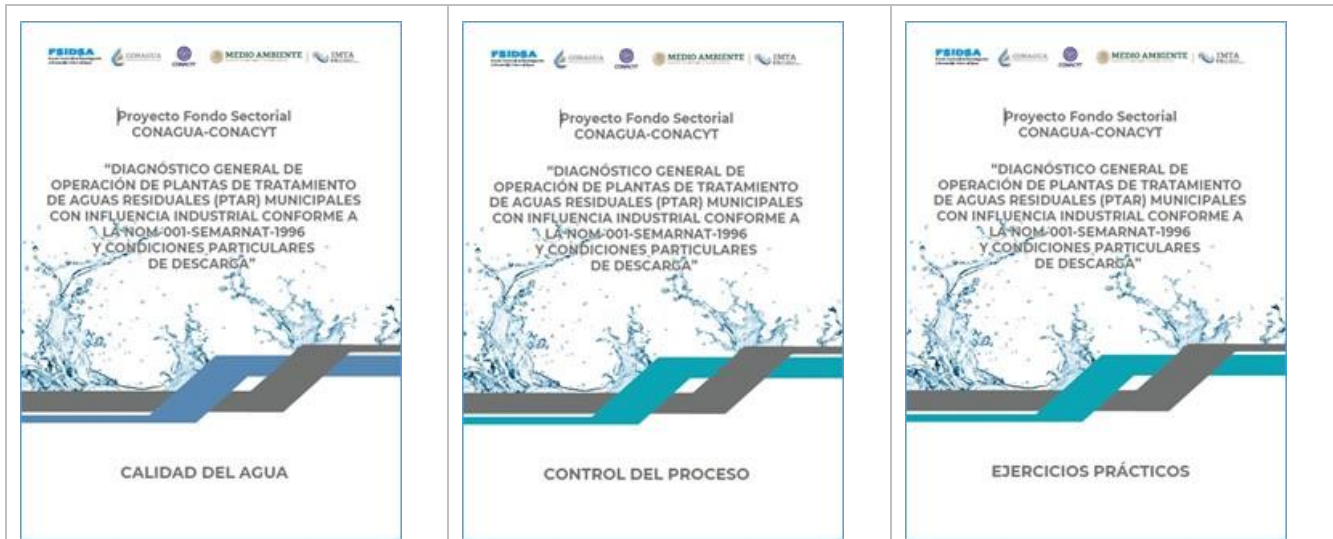 FSIDSA CONAGUA CONACYT MEDIO AMBIENTE IMTA
Proyecto Fondo Sectorial
CONAGUA-CONACYT
"DIAGNÓSTICO GENERAL DE
OPERACIÓN DE PLANTAS DE TRATAMIENTO
DE AGUAS RESIDUALES (PTAR) MUNICIPALES
CON INFLUENCIA INDUSTRIAL CONFORME A
LA NOM-001-SEMARNAT-1996
Y CONDICIONES PARTICULARES
DE DESCARGA"
CALIDAD DEL AGUA
FSIDSA CONAGUA CONACYT MEDIO AMBIENTE IMTA
Proyecto Fondo Sectorial
CONAGUA-CONACYT
"DIAGNÓSTICO GENERAL DE
OPERACIÓN DE PLANTAS DE TRATAMIENTO
DE AGUAS RESIDUALES (PTAR) MUNICIPALES
CON INFLUENCIA INDUSTRIAL CONFORME A
LA NOM-001-SEMARNAT-1996
Y CONDICIONES PARTICULARES
DE DESCARGA"
CONTROL DEL PROCESO
FSIDSA CONAGUA CONACYT MEDIO AMBIENTE IMTA
Proyecto Fondo Sectorial
CONAGUA-CONACYT
"DIAGNÓSTICO GENERAL DE
OPERACIÓN DE PLANTAS DE TRATAMIENTO
DE AGUAS RESIDUALES (PTAR) MUNICIPALES
CON INFLUENCIA INDUSTRIAL CONFORME A
LA NOM-001-SEMARNAT-1996
Y CONDICIONES PARTICULARES
DE DESCARGA"
EJERCICIOS PRÁCTICOS